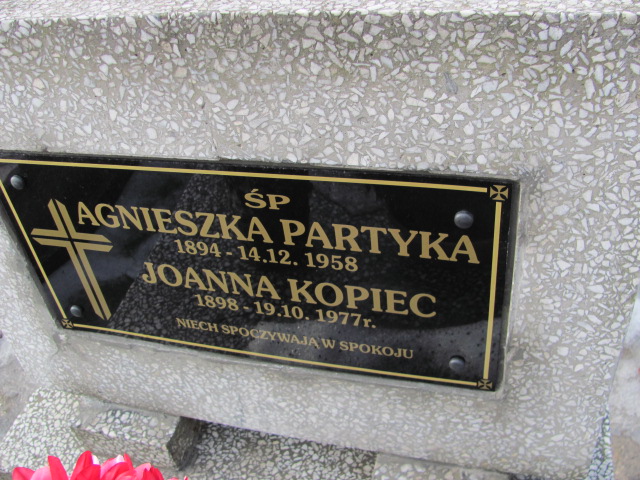 ŚP
AGNIESZKA PARTYKA
1894 - 14.12. 1958
JOANNA KOPIEC
1898 - 19.10. 1977r.
NIECH SPOCZYWAJĄ W SPOKOJU